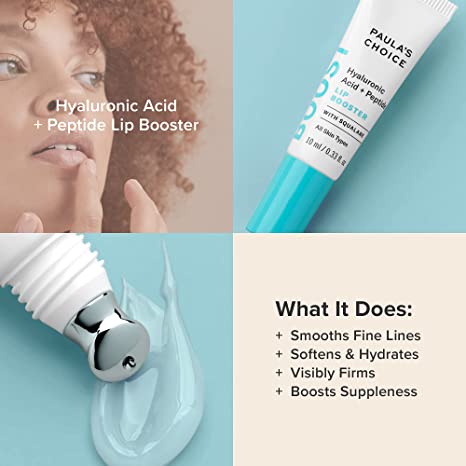 Hyaluronic Acid
+ Peptide Lip Booster
PAULA'S
CHOICE
BOOST
Hyaluronic
Acid + Peptide
LIP
BOOSTER
WITH SQUALANE
All Skin Types
10 ml / 0.33 fl.
What It Does:
+ Smooths Fine Lines
+ Softens & Hydrates
+ Visibly Firms
+ Boosts Suppleness